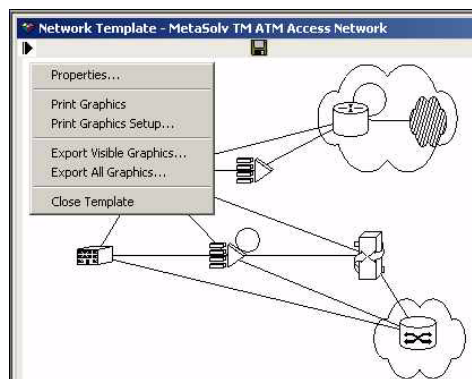 Network Template - MetaSolv TM ATM Access Network
Properties...
Print Graphics
Print Graphics Setup...
Export Visible Graphics...
Export All Graphics...
Close Template